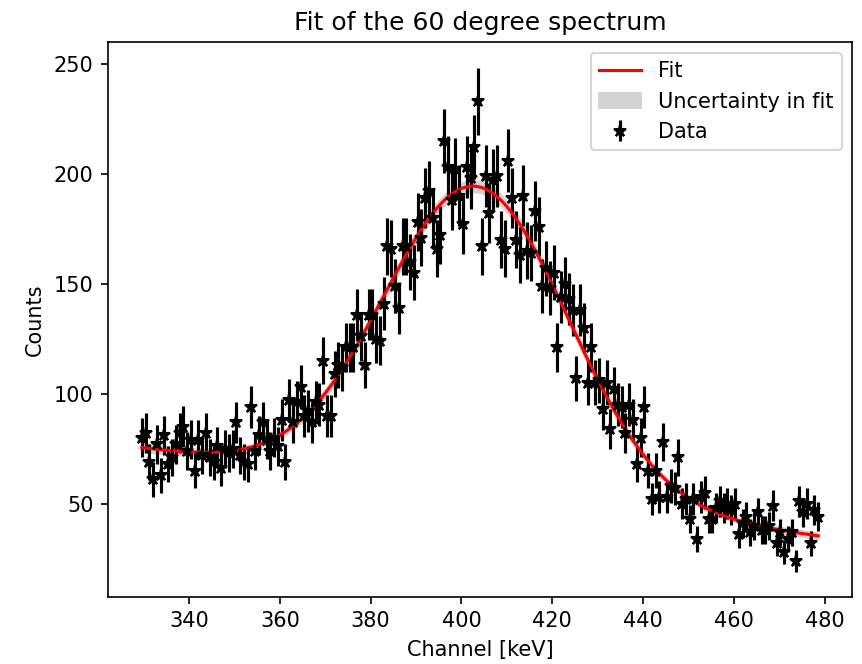 Fit of the 60 degree spectrum
Fit
Uncertainty in fit
Data
250
200
150
100
50
Counts
340 360 380 400 420 440 460 480
Channel [keV]